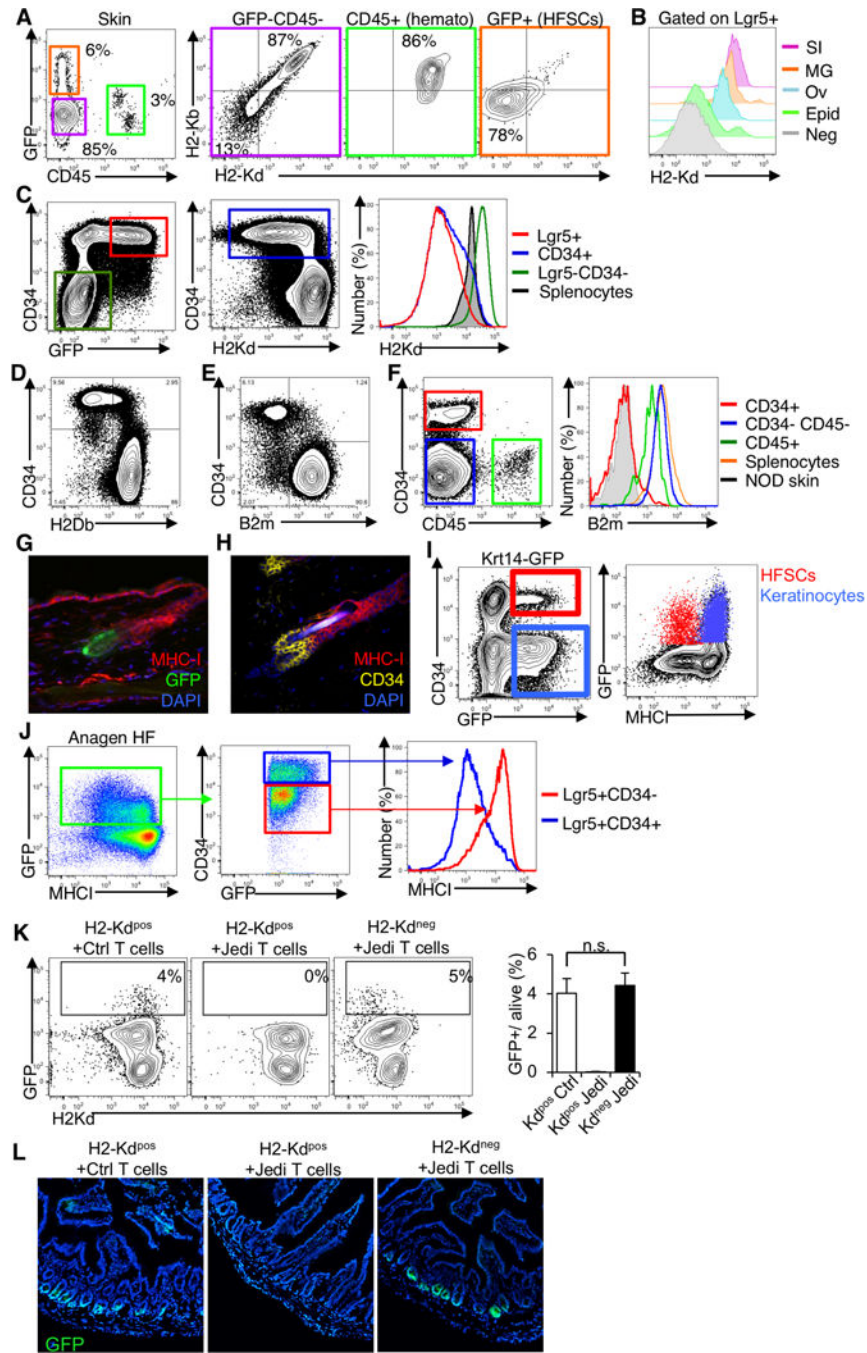 A
Skin
GFP-CD45-
CD45+ (hemato)
GFP+ (HFSCs)
6%
3%
85%
87%
13%
86%
78%
GFP
CD45
H2-Kb
H2-Kd
B
Gated on Lgr5+
SI
MG
Ov
Epid
Neg
H2-Kd
C
CD34
GFP
CD34
H2Kd
Number (%)
H2Kd
Lgr5+
CD34+
Lgr5-CD34-
Splenocytes
D
CD34
H2Db
E
CD34
B2m
F
CD34
CD45
Number (%)
B2m
CD34+
CD34- CD45-
CD45+
Splenocytes
NOD skin
G
MHC-I
GFP
DAPI
H
MHC-I
CD34
DAPI
I
Krt14-GFP
CD34
GFP
GFP
MHCI
HFSCs
Keratinocytes
J
Anagen HF
GFP
MHCI
CD34
GFP
Number (%)
MHCI
Lgr5+CD34-
Lgr5+CD34+
K
H2-Kdpos
+Ctrl T cells
H2-Kdpos
+Jedi T cells
H2-Kdneg
+Jedi T cells
4%
0%
5%
GFP
H2Kd
GFP+/ alive (%)
6
4
2
0
n.s.
Kdpos Ctrl
Kdpos Jedi
Kdneg Jedi
L
H2-Kdpos
+Ctrl T cells
H2-Kdpos
+Jedi T cells
H2-Kdneg
+Jedi T cells
GFP